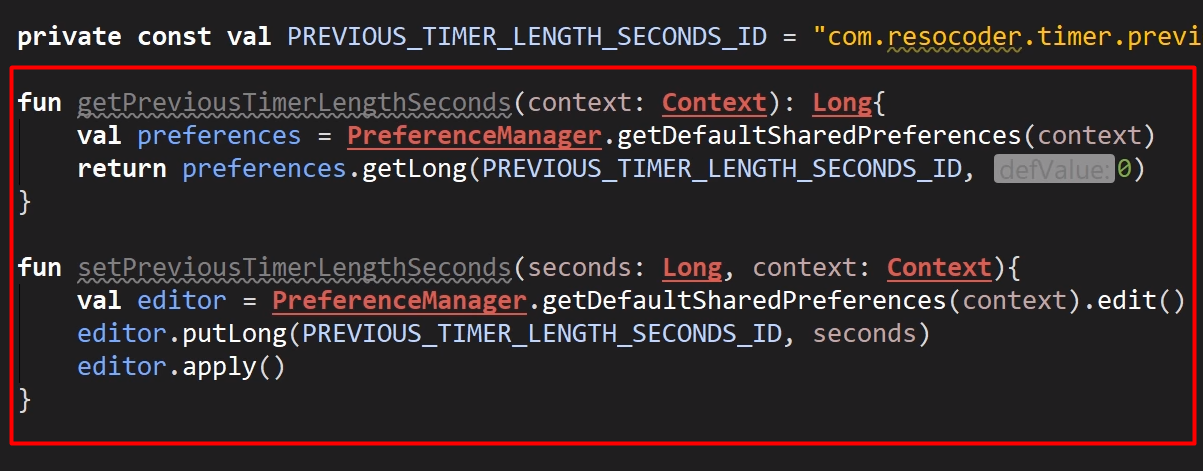 private const val PREVIOUS_TIMER_LENGTH_SECONDS_ID = "com.resocoder.timer.previ
fun getPreviousTimerLengthSeconds(context: Context): Long{
    val preferences = PreferenceManager.getDefaultSharedPreferences(context)
    return preferences.getLong(PREVIOUS_TIMER_LENGTH_SECONDS_ID, defValue: 0)
}
fun setPreviousTimerLengthSeconds(seconds: Long, context: Context){
    val editor = PreferenceManager.getDefaultSharedPreferences(context).edit()
    editor.putLong(PREVIOUS_TIMER_LENGTH_SECONDS_ID, seconds)
    editor.apply()
}